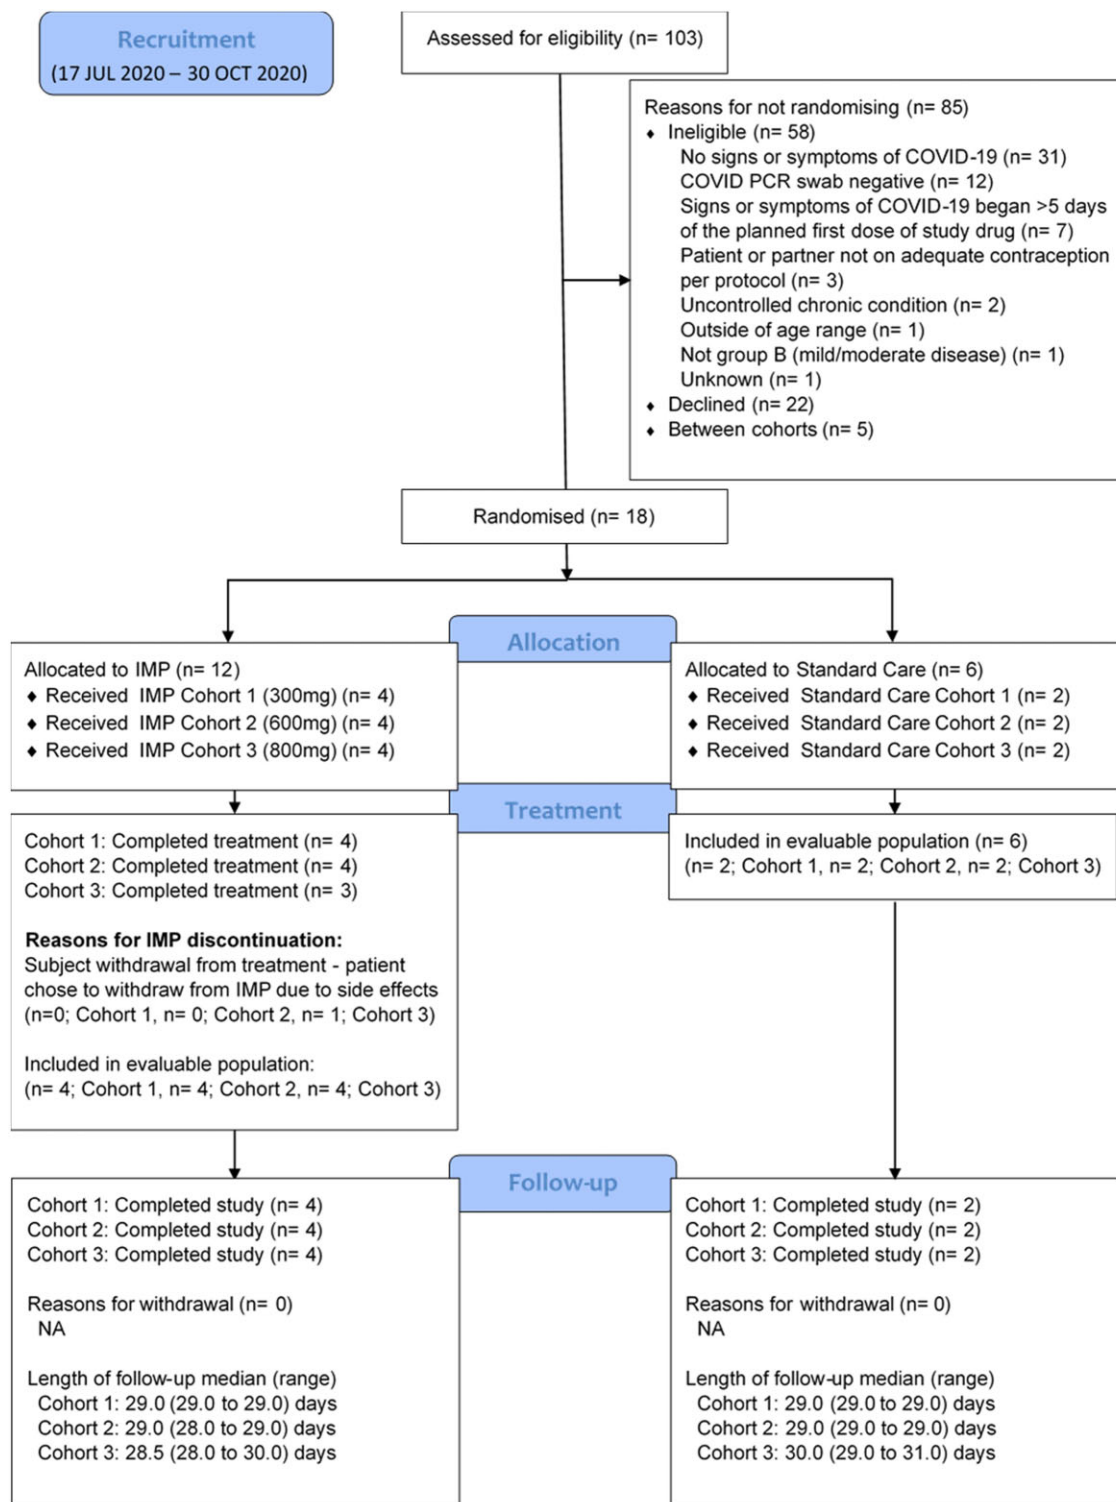 Recruitment
(17 JUL 2020 – 30 OCT 2020)
Assessed for eligibility (n= 103)
Reasons for not randomising (n= 85)
♦ Ineligible (n= 58)
No signs or symptoms of COVID-19 (n= 31)
COVID PCR swab negative (n= 12)
Signs or symptoms of COVID-19 began >5 days
of the planned first dose of study drug (n= 7)
Patient or partner not on adequate contraception
per protocol (n= 3)
Uncontrolled chronic condition (n= 2)
Outside of age range (n= 1)
Not group B (mild/moderate disease) (n= 1)
Unknown (n= 1)
♦ Declined (n= 22)
♦ Between cohorts (n= 5)
Randomised (n= 18)
Allocation
Allocated to IMP (n= 12)
♦ Received IMP Cohort 1 (300mg) (n= 4)
♦ Received IMP Cohort 2 (600mg) (n= 4)
♦ Received IMP Cohort 3 (800mg) (n= 4)
Allocated to Standard Care (n= 6)
♦ Received Standard Care Cohort 1 (n= 2)
♦ Received Standard Care Cohort 2 (n= 2)
♦ Received Standard Care Cohort 3 (n= 2)
Treatment
Cohort 1: Completed treatment (n= 4)
Cohort 2: Completed treatment (n= 4)
Cohort 3: Completed treatment (n= 3)
Reasons for IMP discontinuation:
Subject withdrawal from treatment - patient
chose to withdraw from IMP due to side effects
(n=0; Cohort 1, n= 0; Cohort 2, n= 1; Cohort 3)
Included in evaluable population:
(n= 4; Cohort 1, n= 4; Cohort 2, n= 4; Cohort 3)
Included in evaluable population (n= 6)
(n= 2; Cohort 1, n= 2; Cohort 2, n= 2; Cohort 3)
Follow-up
Cohort 1: Completed study (n= 4)
Cohort 2: Completed study (n= 4)
Cohort 3: Completed study (n= 4)
Reasons for withdrawal (n= 0)
NA
Length of follow-up median (range)
Cohort 1: 29.0 (29.0 to 29.0) days
Cohort 2: 29.0 (28.0 to 29.0) days
Cohort 3: 28.5 (28.0 to 30.0) days
Cohort 1: Completed study (n= 2)
Cohort 2: Completed study (n= 2)
Cohort 3: Completed study (n= 2)
Reasons for withdrawal (n= 0)
NA
Length of follow-up median (range)
Cohort 1: 29.0 (29.0 to 29.0) days
Cohort 2: 29.0 (29.0 to 29.0) days
Cohort 3: 30.0 (29.0 to 31.0) days